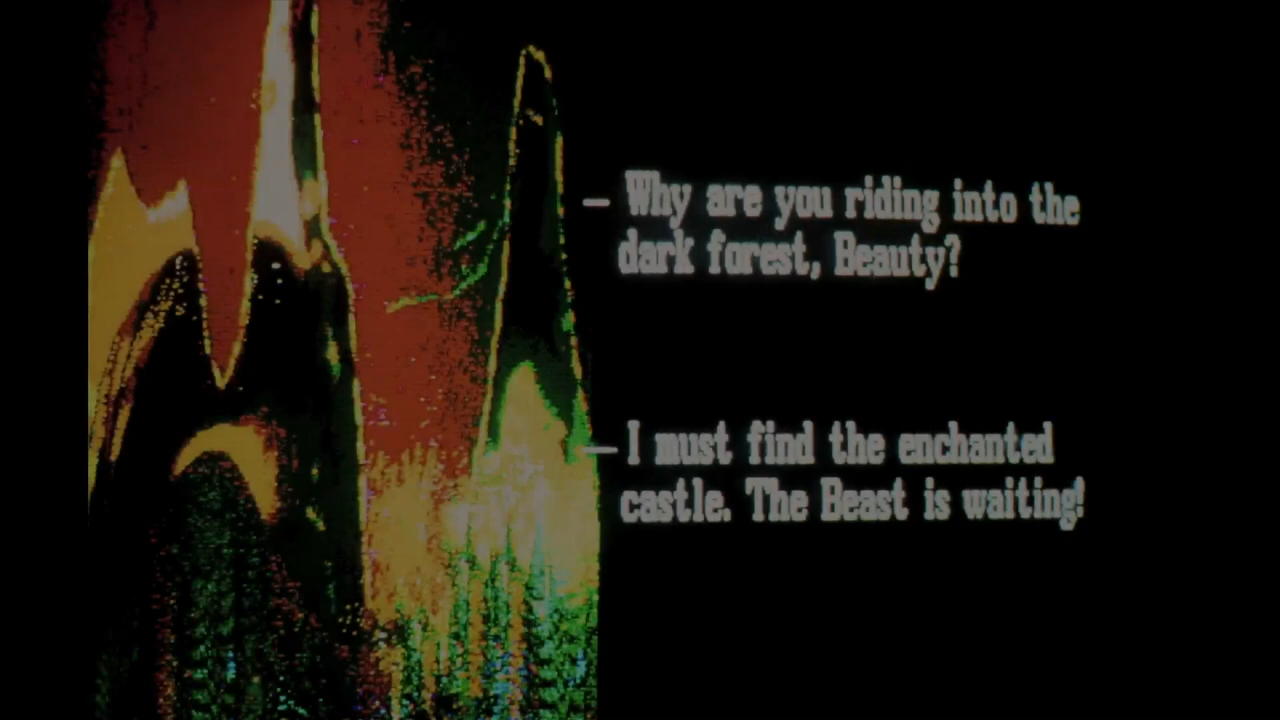 – Why are you riding into the
dark forest, Beauty?
– I must find the enchanted
castle. The Beast is waiting!